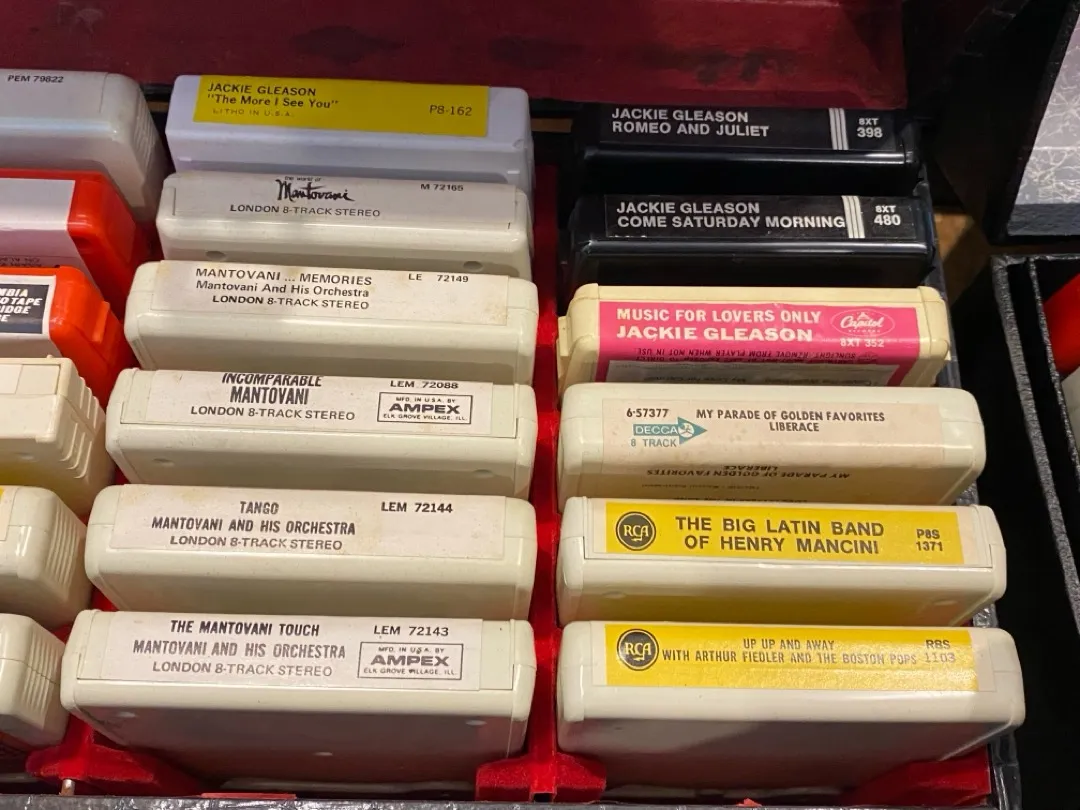 PEM 79822
JACKIE GLEASON
"The More I See You"
LITHO IN U.S.A.
P8-162
the world of
Mantovani
M 72165
LONDON 8-TRACK STEREO
MANTOVANI ... MEMORIES
LE 72149
Mantovani And His Orchestra
LONDON 8-TRACK STEREO
INCOMPARABLE
MANTOVANI
LONDON 8-TRACK STEREO
LEM 72088
MFD. IN U.S.A. BY
AMPEX
ELK GROVE VILLAGE, ILL.
TANGO
LEM 72144
MANTOVANI AND HIS ORCHESTRA
LONDON 8-TRACK STEREO
THE MANTOVANI TOUCH
LEM 72143
MANTOVANI AND HIS ORCHESTRA
LONDON 8-TRACK STEREO
MFD. IN U.S.A. BY
AMPEX
ELK GROVE VILLAGE, ILL.
JACKIE GLEASON
ROMEO AND JULIET
8XT
398
JACKIE GLEASON
COME SATURDAY MORNING
8XT
480
MUSIC FOR LOVERS ONLY
JACKIE GLEASON
Capitol
8XT 352
6-57377
DECCA
8 TRACK
MY PARADE OF GOLDEN FAVORITES
LIBERACE
LIBERACE
MY PARADE OF GOLDEN FAVORITES
RCA
THE BIG LATIN BAND
OF HENRY MANCINI
P8S
1371
RCA
UP UP AND AWAY
WITH ARTHUR FIEDLER AND THE BOSTON POPS
R8S
1103